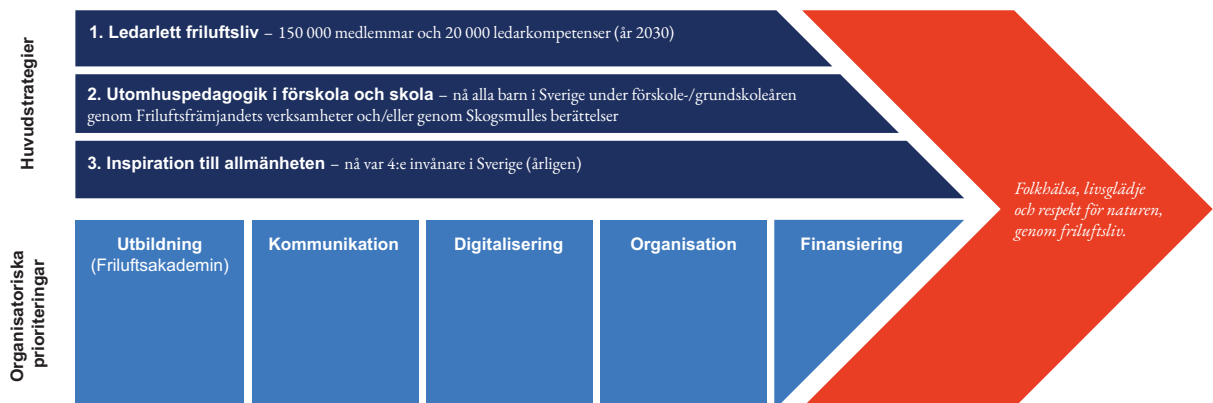 Huvudstrategier
1. Ledarlett friluftsliv – 150 000 medlemmar och 20 000 ledarkompetenser (år 2030)
2. Utomhuspedagogik i förskola och skola – nå alla barn i Sverige under förskole-/grundskoleåren
genom Friluftsfrämjandets verksamheter och/eller genom Skogsmulles berättelser
3. Inspiration till allmänheten – nå var 4:e invånare i Sverige (årligen)
Folkhälsa, livsglädje
och respekt för naturen,
genom friluftsliv.
Organisatoriska
prioriteringar
Utbildning
(Friluftsakademin)
Kommunikation
Digitalisering
Organisation
Finansiering